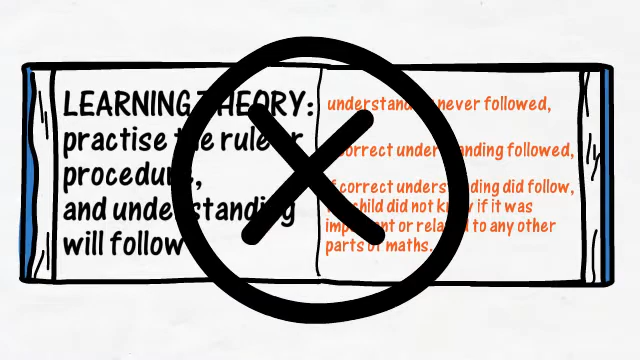 LEARNING THEORY:
practise the rule or
procedure,
and understanding
will follow
understanding never followed,
understanding followed,
if correct understanding did follow,
child did not know if it was
important or related to any other
parts of maths.